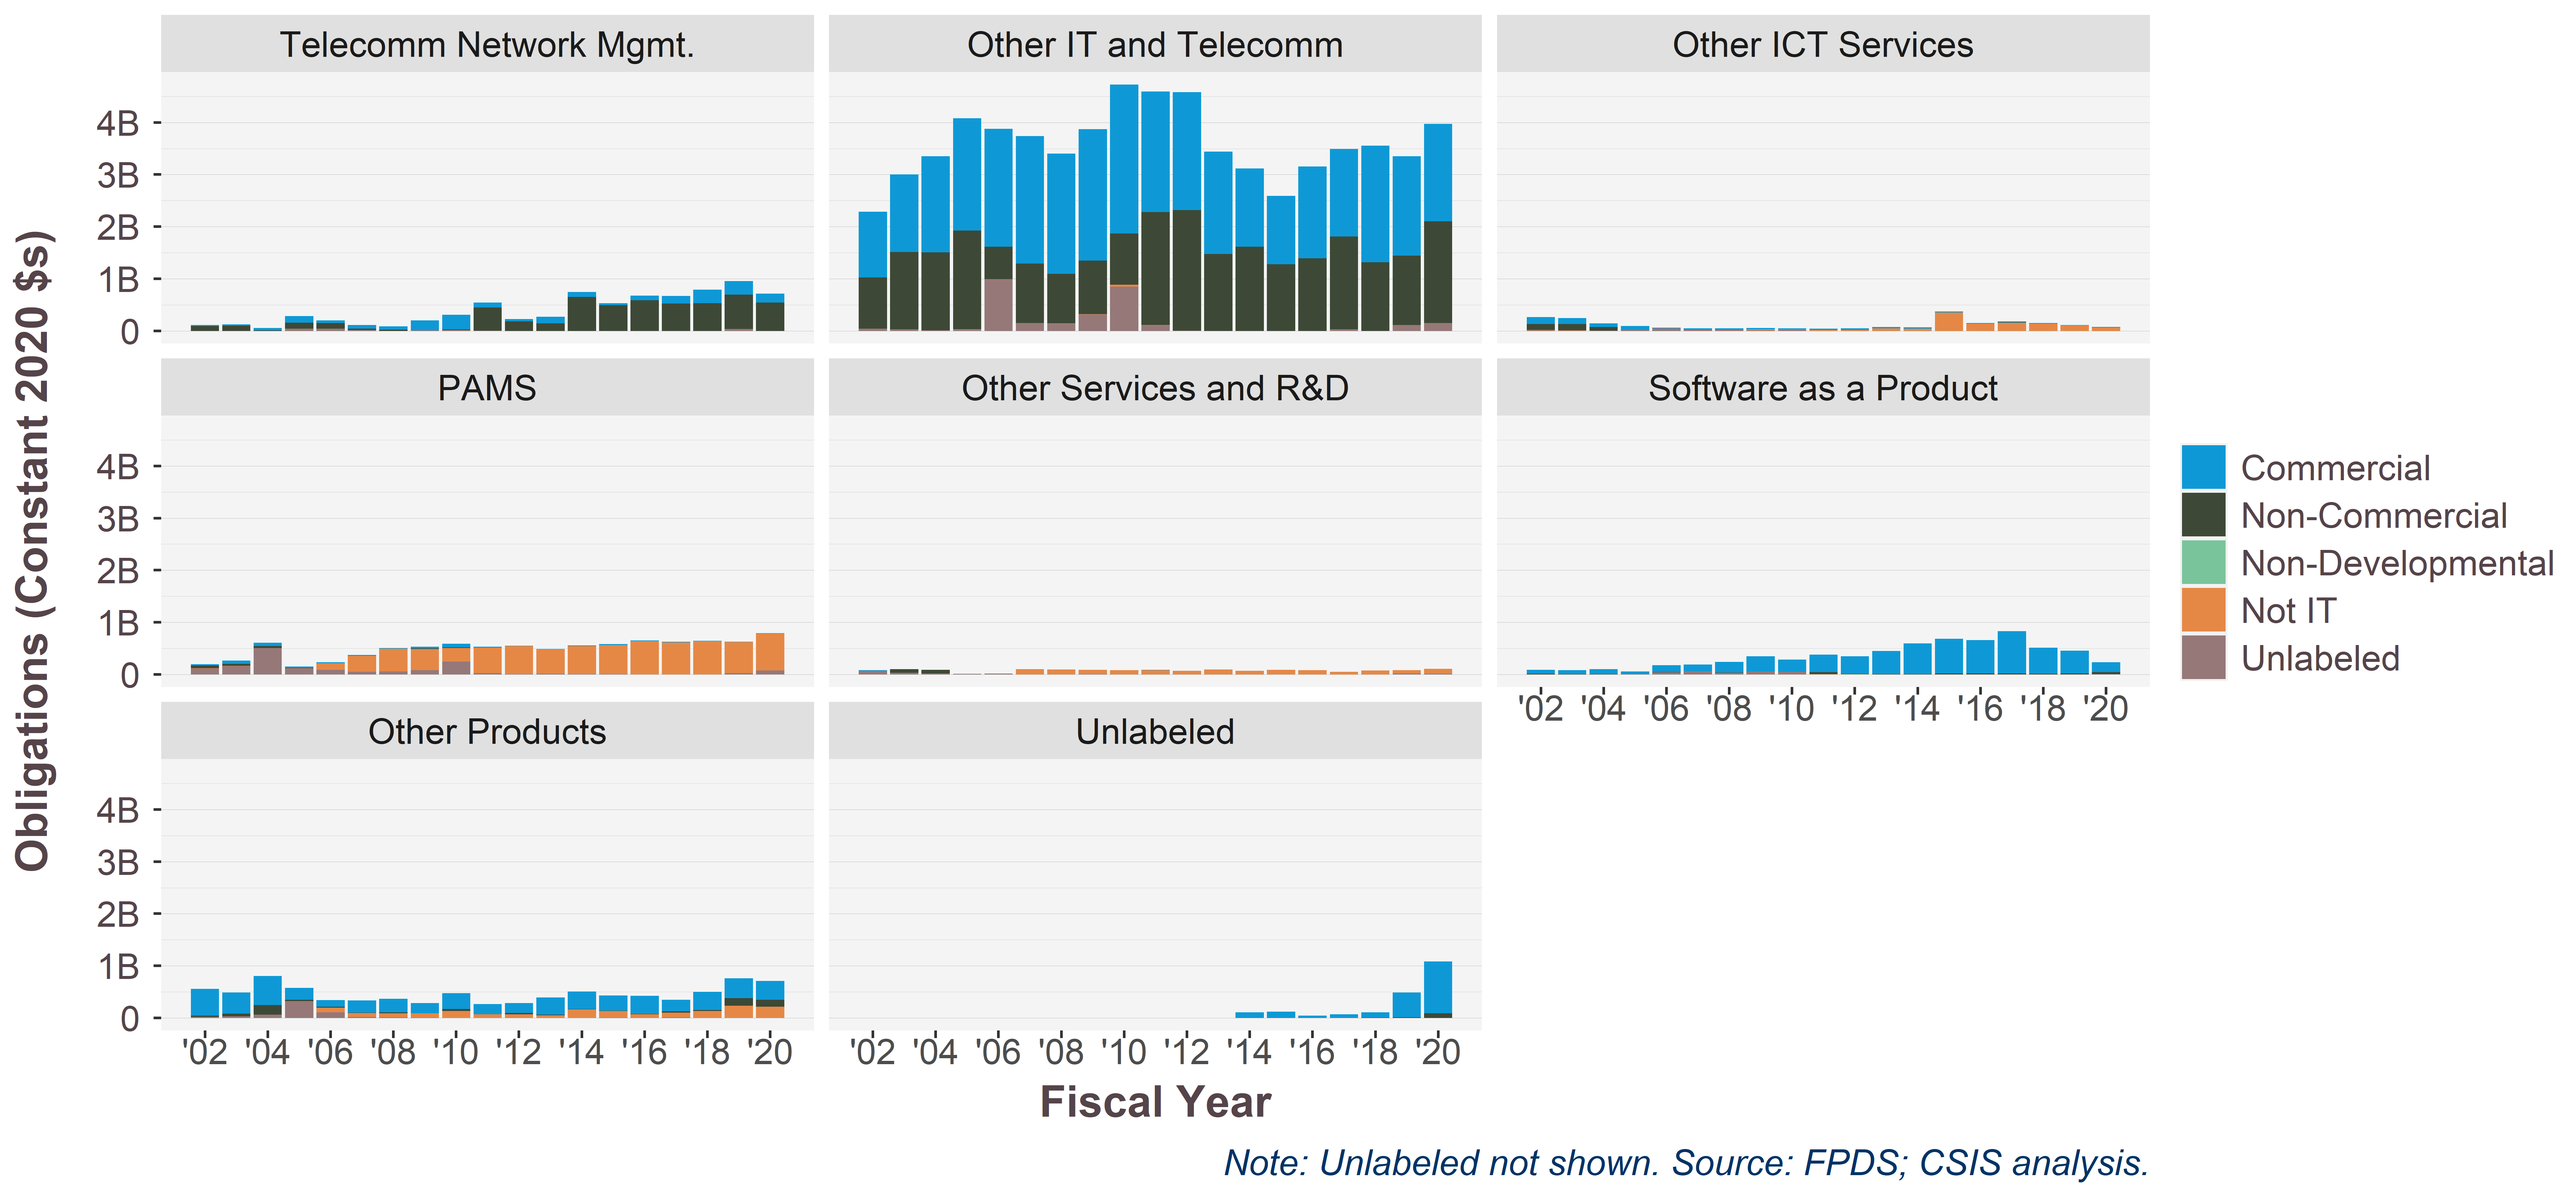 Telecomm Network Mgmt.
Other IT and Telecomm
Other ICT Services
4B
3B
2B
1B
0
PAMS
Other Services and R&D
Software as a Product
4B
3B
2B
1B
0
'02 '04 '06 '08 '10 '12 '14 '16 '18 '20
Other Products
Unlabeled
4B
3B
2B
1B
0
'02 '04 '06 '08 '10 '12 '14 '16 '18 '20
'02 '04 '06 '08 '10 '12 '14 '16 '18 '20
Obligations (Constant 2020 $s)
Fiscal Year
Commercial
Non-Commercial
Non-Developmental
Not IT
Unlabeled
Note: Unlabeled not shown. Source: FPDS; CSIS analysis.